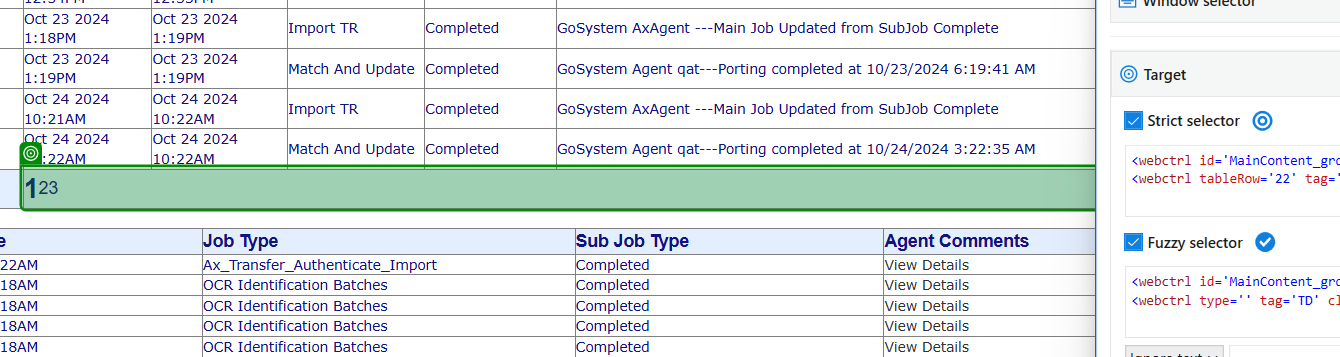 Window selector
Oct 23 2024 1:18PM Oct 23 2024 1:19PM Import TR Completed GoSystem AxAgent ---Main Job Updated from SubJob Complete
Oct 23 2024 1:19PM Oct 23 2024 1:19PM Match And Update Completed GoSystem Agent qat---Porting completed at 10/23/2024 6:19:41 AM
Oct 24 2024 10:21AM Oct 24 2024 10:22AM Import TR Completed GoSystem AxAgent ---Main Job Updated from SubJob Complete
Oct 24 2024 :22AM Oct 24 2024 10:22AM Match And Update Completed GoSystem Agent qat---Porting completed at 10/24/2024 3:22:35 AM
123
e Job Type Sub Job Type Agent Comments
22AM Ax_Transfer_Authenticate_Import Completed View Details
18AM OCR Identification Batches Completed View Details
18AM OCR Identification Batches Completed View Details
18AM OCR Identification Batches Completed View Details
18AM OCR Identification Batches Completed View Details
Target
Strict selector
<webctrl id='MainContent_gro
<webctrl tableRow='22' tag='
Fuzzy selector
<webctrl id='MainContent_gro
<webctrl type='' tag='TD' cl
Ignore text